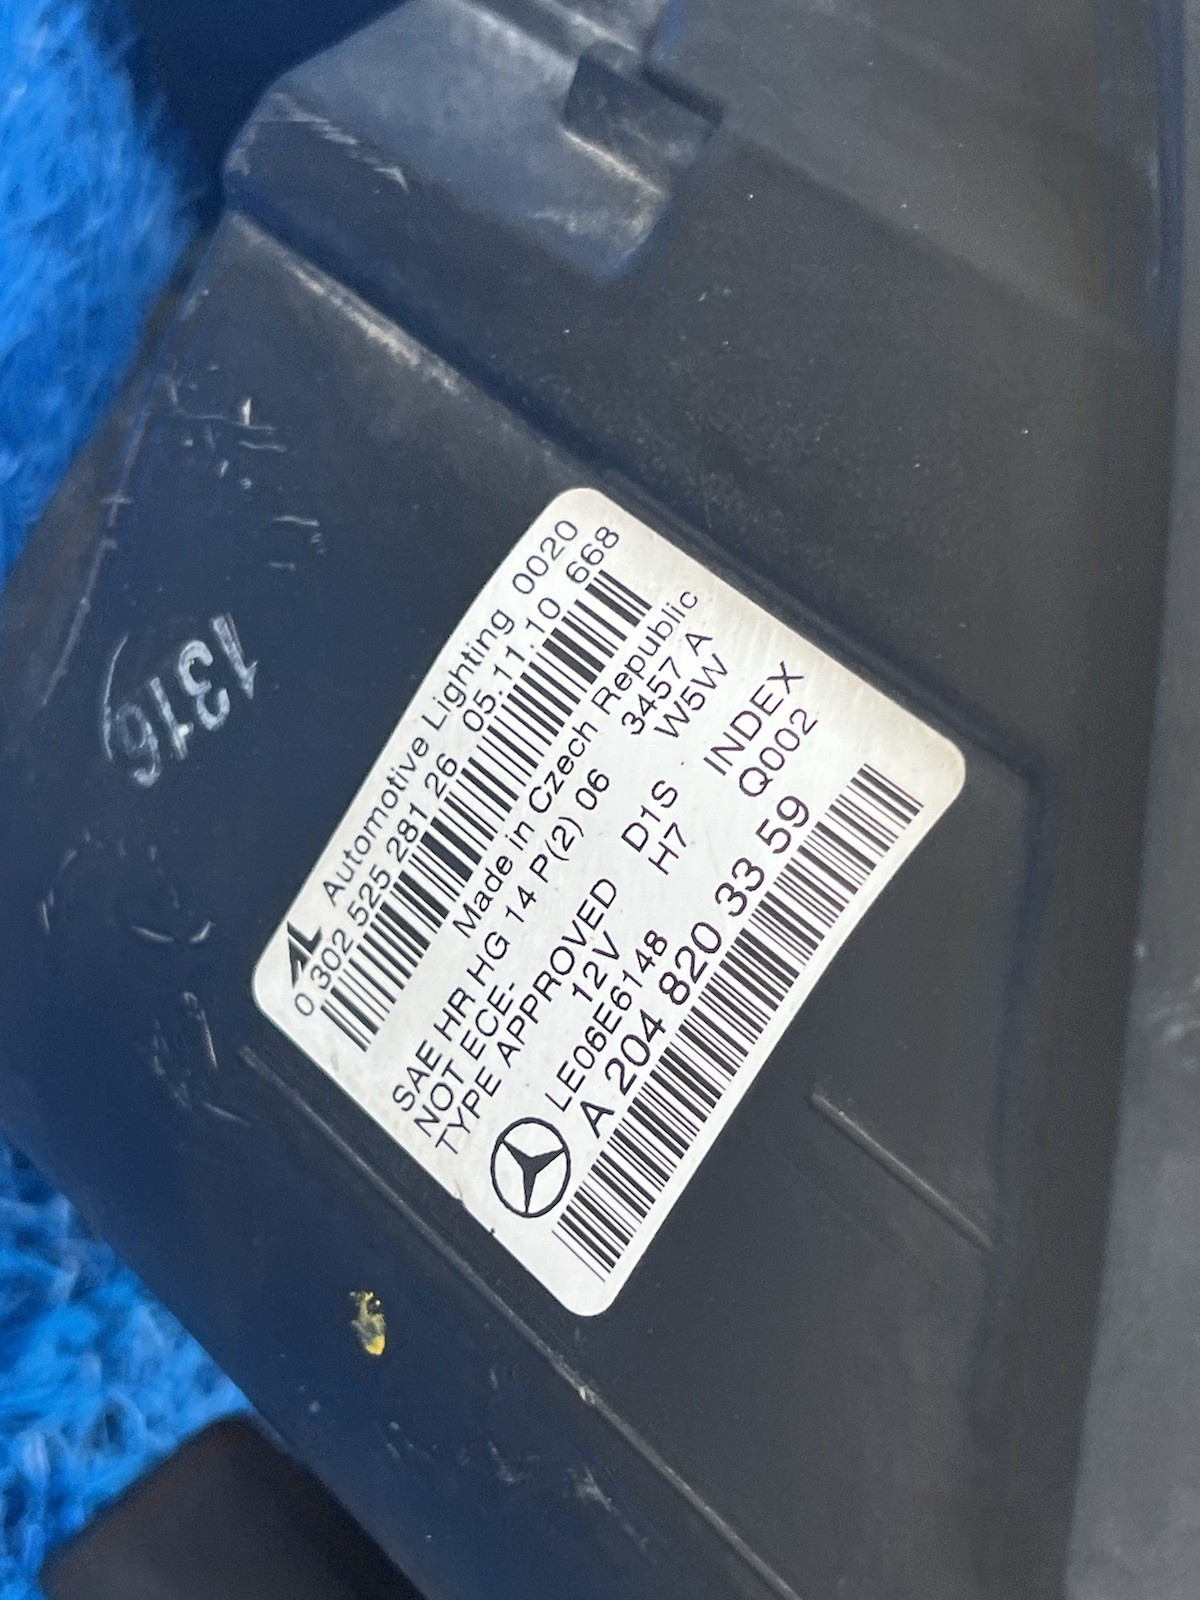 Automotive Lighting 0020
0 302 525 281 26 05.11.10 668
Made in Czech Republic
SAE HR HG 14 P(2) 06 3457 A
NOT ECE- W5W
TYPE APPROVED D1S
12V H7 INDEX
LE06E6148 Q002
A 204 820 33 59
1316